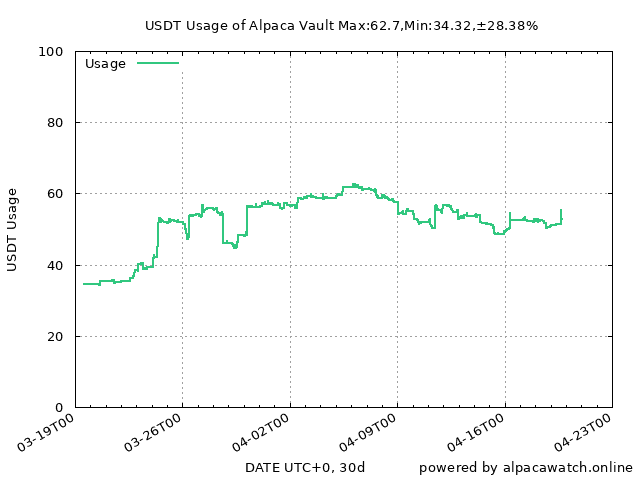 USDT Usage of Alpaca Vault Max:62.7,Min:34.32,±28.38%
100
Usage
80
60
USDT Usage
40
20
0
03-19T00
03-26T00
04-02T00
04-09T00
04-16T00
04-23T00
DATE UTC+0, 30d
powered by alpacawatch.online